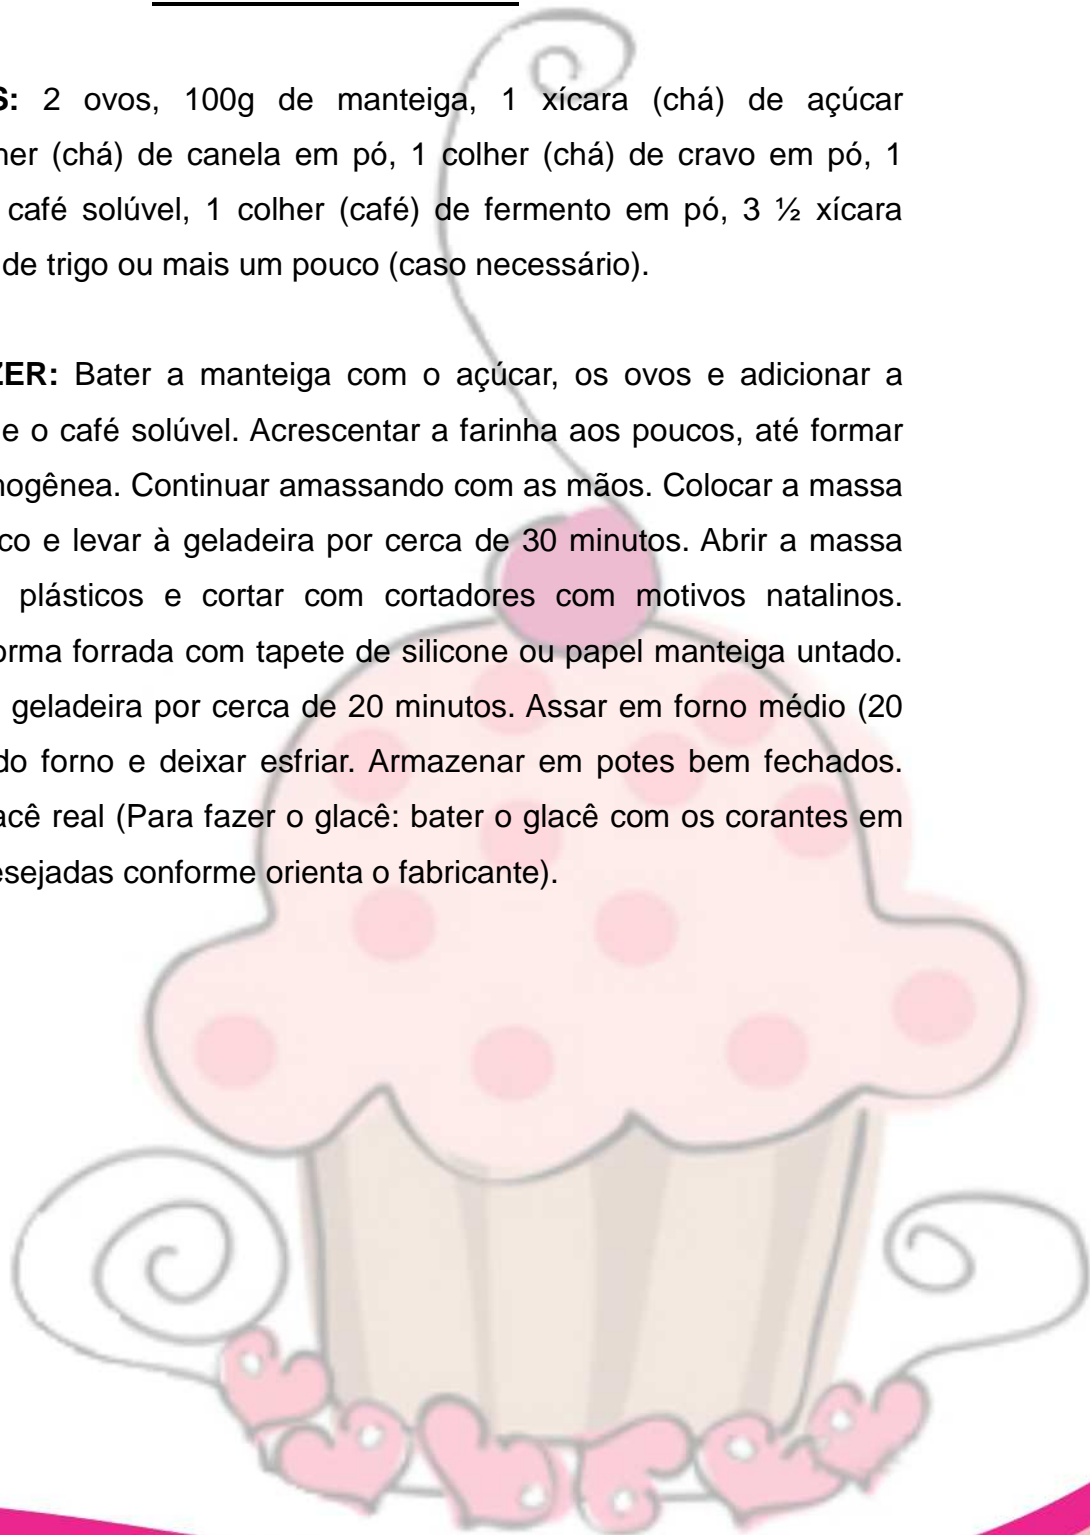 S: 2 ovos, 100g de manteiga, 1 xícara (chá) de açúcar
her (chá) de canela em pó, 1 colher (chá) de cravo em pó, 1
café solúvel, 1 colher (café) de fermento em pó, 3 ½ xícara
de trigo ou mais um pouco (caso necessário).
ZER: Bater a manteiga com o açúcar, os ovos e adicionar a
e o café solúvel. Acrescentar a farinha aos poucos, até formar
mogênea. Continuar amassando com as mãos. Colocar a massa
co e levar à geladeira por cerca de 30 minutos. Abrir a massa
plásticos e cortar com cortadores com motivos natalinos.
orma forrada com tapete de silicone ou papel manteiga untado.
geladeira por cerca de 20 minutos. Assar em forno médio (20
do forno e deixar esfriar. Armazenar em potes bem fechados.
acê real (Para fazer o glacê: bater o glacê com os corantes em
esejadas conforme orienta o fabricante).